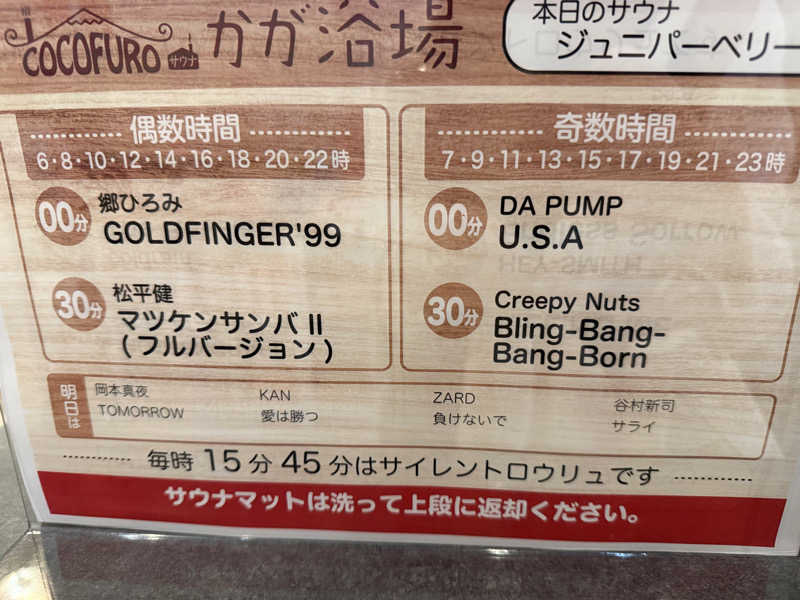 COCOFURO サウナ かが浴場
本日のサウナ
ジュニパーベリー
偶数時間
6・8・10・12・14・16・18・20・22時
00分
郷ひろみ
GOLDFINGER'99
30分
松平健
マツケンサンバ II
(フルバージョン)
奇数時間
7・9・11・13・15・17・19・21・23時
00分
DA PUMP
U.S.A
30分
Creepy Nuts
Bling-Bang-
Bang-Born
明日は
岡本真夜
TOMORROW
KAN
愛は勝つ
ZARD
負けないで
谷村新司
サライ
毎時 15分 45分はサイレントロウリュです
サウナマットは洗って上段に返却ください。